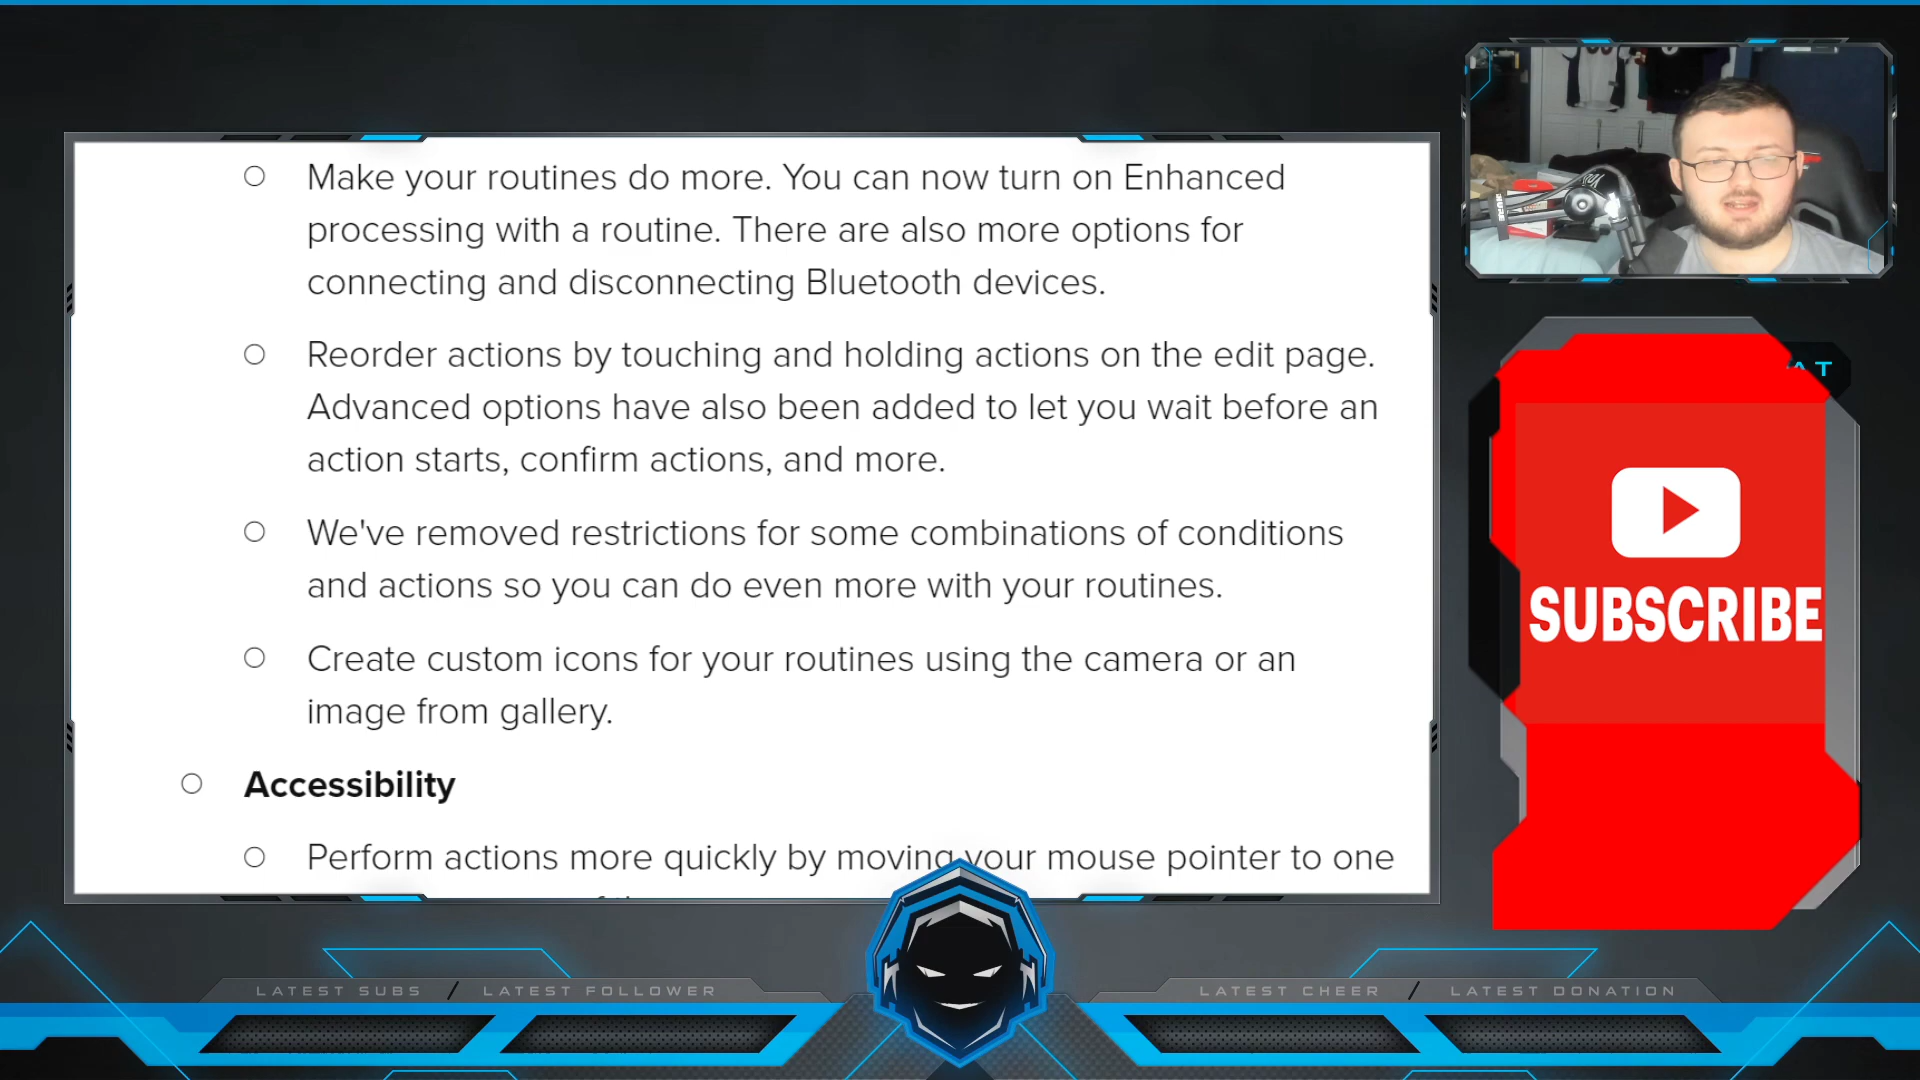 Make your routines do more. You can now turn on Enhanced
processing with a routine. There are also more options for
connecting and disconnecting Bluetooth devices.
Reorder actions by touching and holding actions on the edit page.
Advanced options have also been added to let you wait before an
action starts, confirm actions, and more.
We've removed restrictions for some combinations of conditions
and actions so you can do even more with your routines.
Create custom icons for your routines using the camera or an
image from gallery.
Accessibility
Perform actions more quickly by moving your mouse pointer to one
SUBSCRIBE
LATEST SUBS / LATEST FOLLOWER
LATEST CHEER / LATEST DONATION